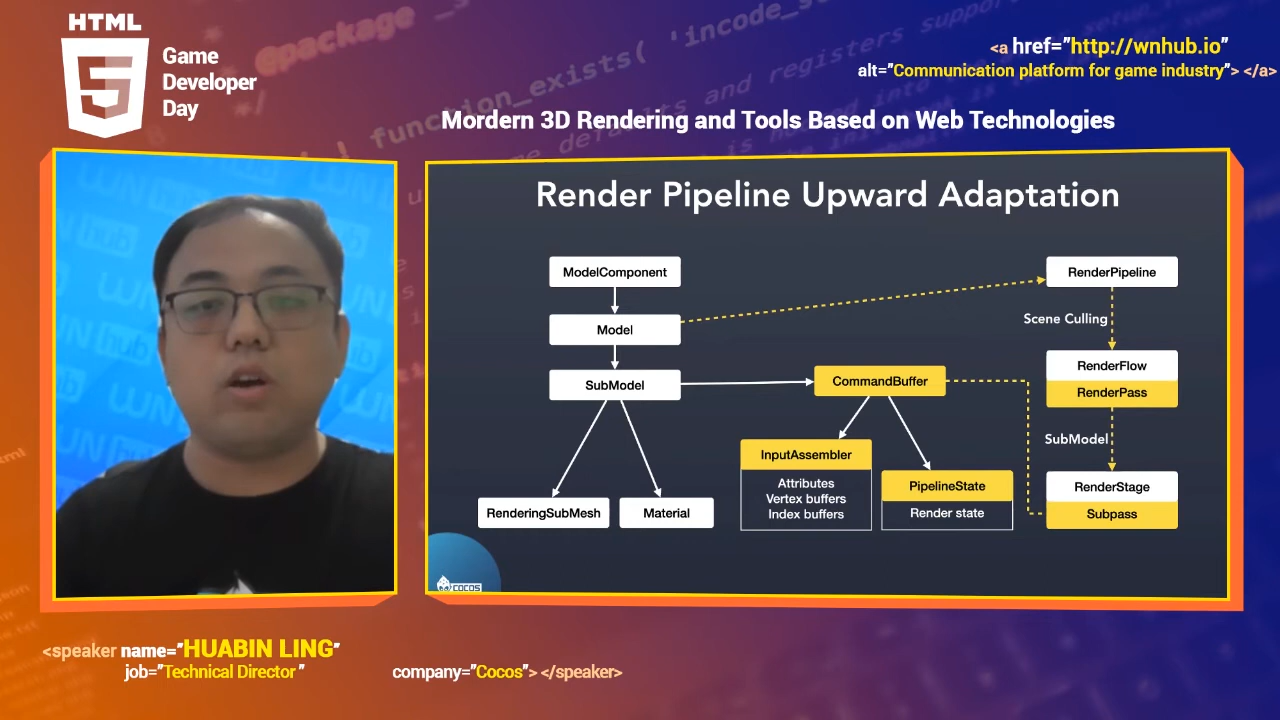 HTML
5
Game
Developer
Day
<a href="http://wnhub.io"
alt="Communication platform for game industry"> </a>
Mordern 3D Rendering and Tools Based on Web Technologies
Render Pipeline Upward Adaptation
ModelComponent
Model
SubModel
RenderingSubMesh
Material
CommandBuffer
InputAssembler
Attributes
Vertex buffers
Index buffers
PipelineState
Render state
RenderPipeline
Scene Culling
RenderFlow
RenderPass
SubModel
RenderStage
Subpass
COCOS
<speaker name="HUABIN LING"
job="Technical Director"
company="Cocos"> </speaker>
@package
function_exists(